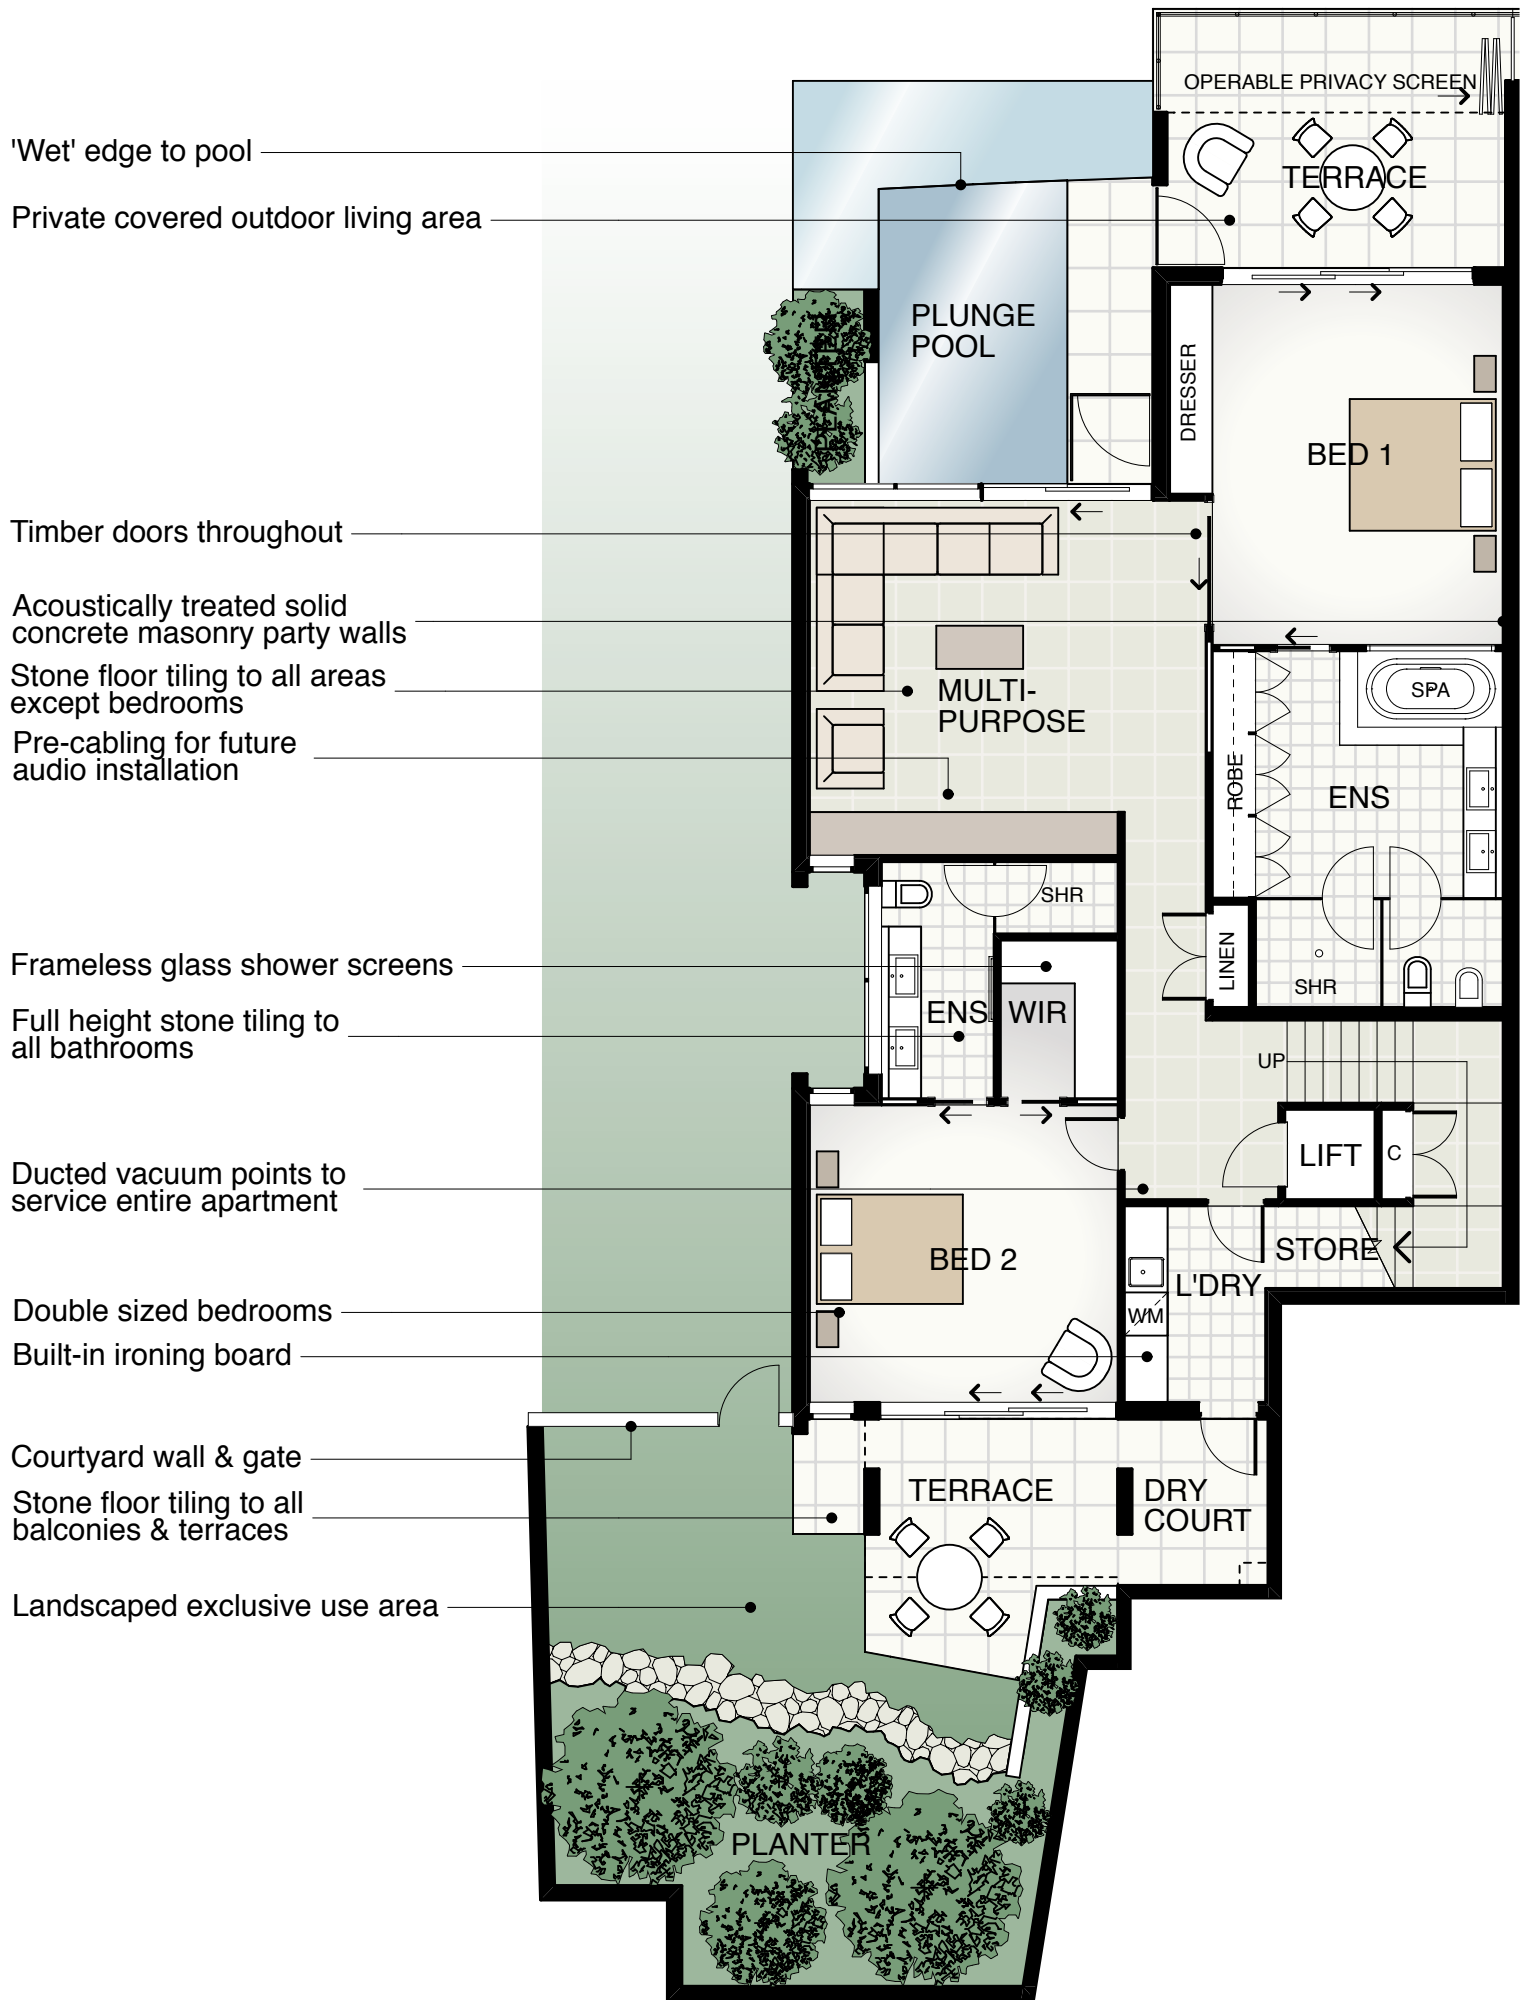 OPERABLE PRIVACY SCREEN
'Wet' edge to pool
TERRACE
Private covered outdoor living area
PLUNGE
POOL
DRESSER
BED 1
Timber doors throughout
Acoustically treated solid
concrete masonry party walls
Stone floor tiling to all areas
except bedrooms
MULTI-
PURPOSE
SPA
Pre-cabling for future
audio installation
ROBE
ENS
SHR
Frameless glass shower screens
LINEN
SHR
Full height stone tiling to
all bathrooms
ENS
WIR
UP
LIFT
C
Ducted vacuum points to
service entire apartment
BED 2
STORE
L'DRY
Double sized bedrooms
WM
Built-in ironing board
Courtyard wall & gate
Stone floor tiling to all
balconies & terraces
TERRACE
DRY
COURT
Landscaped exclusive use area
PLANTER